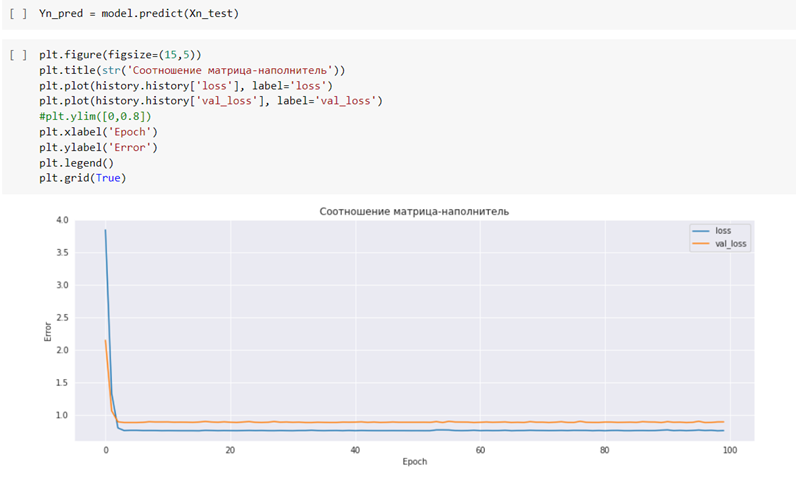 [ ] Yn_pred = model.predict(Xn_test)
[ ] plt.figure(figsize=(15,5))
plt.title(str('Соотношение матрица-наполнитель'))
plt.plot(history.history['loss'], label='loss')
plt.plot(history.history['val_loss'], label='val_loss')
#plt.ylim([0,0.8])
plt.xlabel('Epoch')
plt.ylabel('Error')
plt.legend()
plt.grid(True)
Соотношение матрица-наполнитель
loss
val_loss
4.0
3.5
3.0
2.5
2.0
1.5
1.0
Error
0 20 40 60 80 100
Epoch